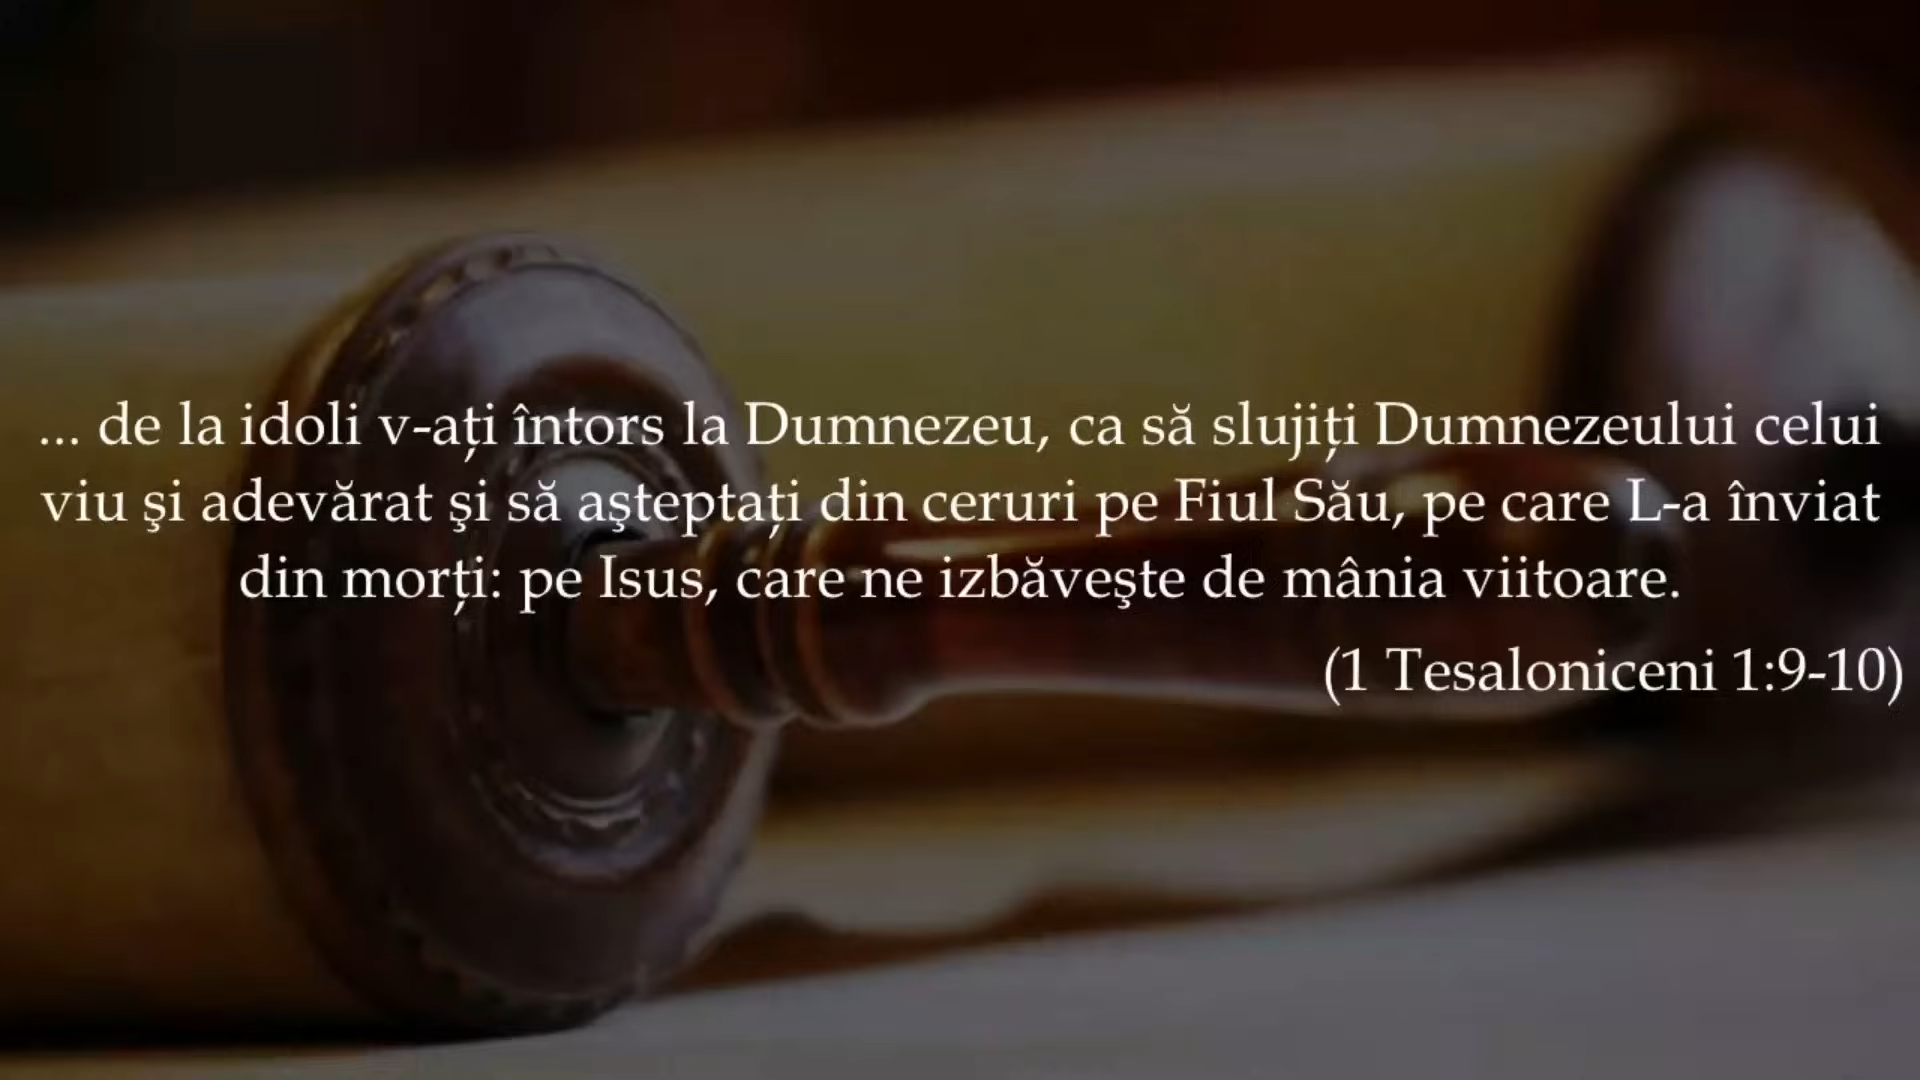 ... de la idoli v-ați întors la Dumnezeu, ca să slujiți Dumnezeului celui
viu şi adevărat şi să aşteptați din ceruri pe Fiul Său, pe care L-a înviat
din morți: pe Isus, care ne izbăveşte de mânia viitoare.
(1 Tesaloniceni 1:9-10)